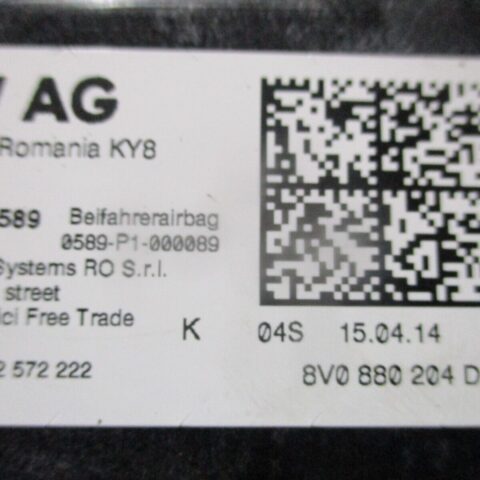 AG
Romania KY8
589 Beifahrerairbag
0589-P1-000089
Systems RO S.r.l.
street
ici Free Trade
K 04S 15.04.14
2 572 222 8V0 880 204 D